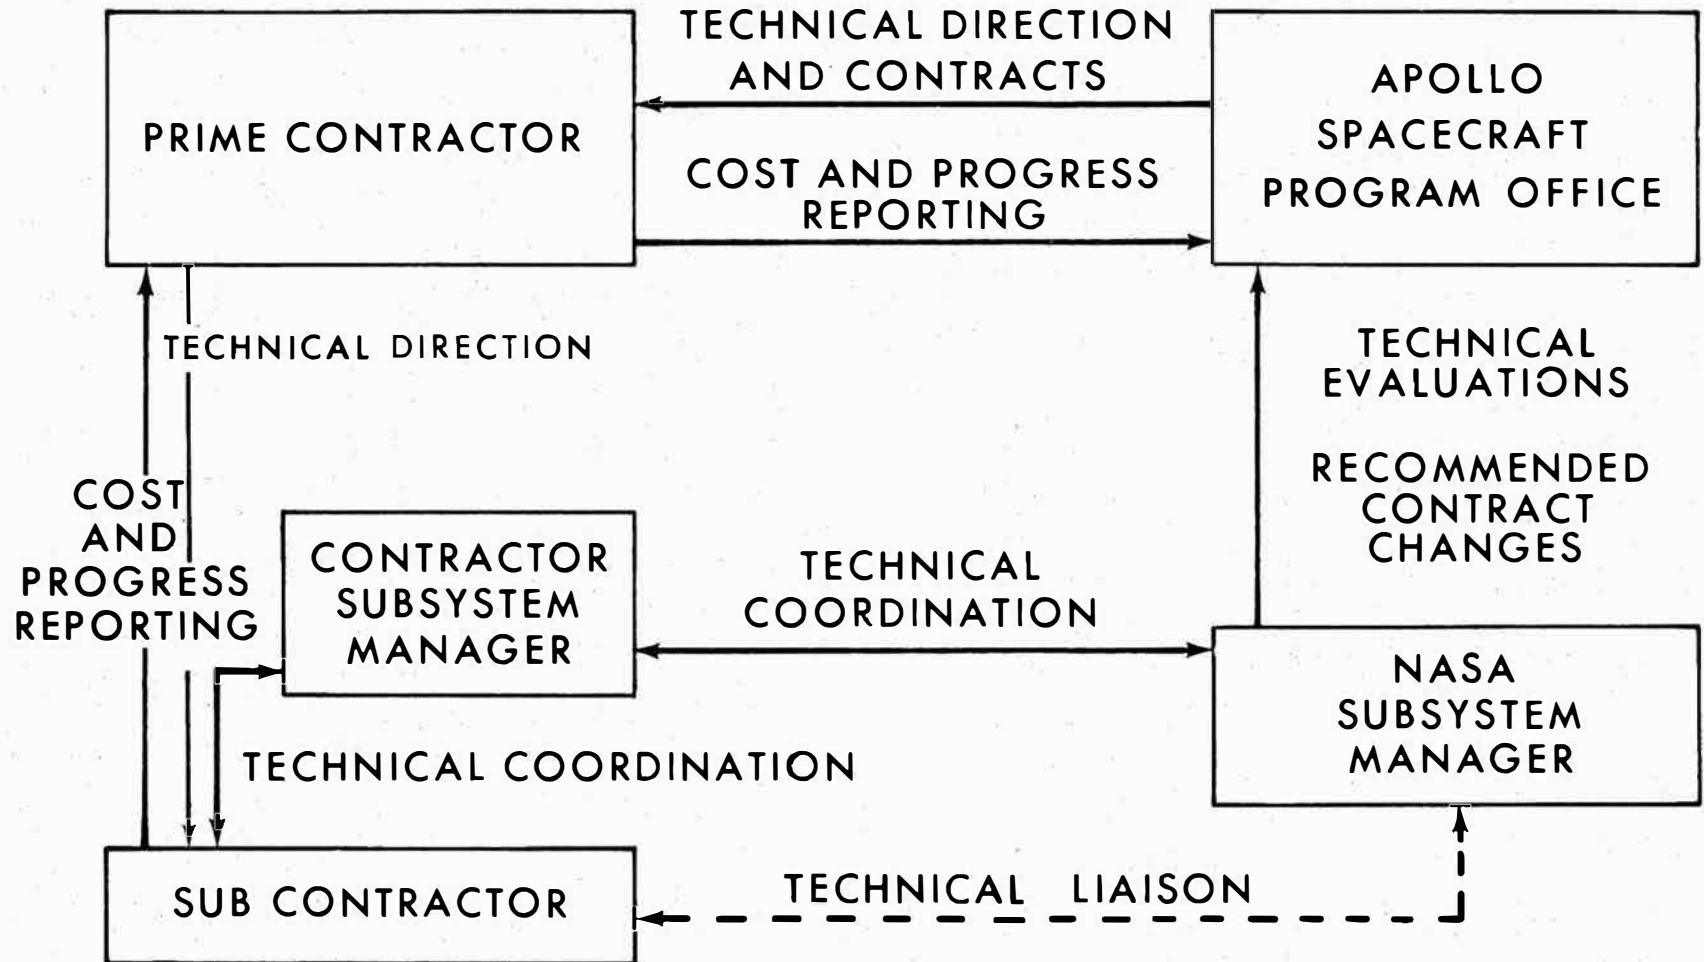 TECHNICAL DIRECTION
AND CONTRACTS
PRIME CONTRACTOR
APOLLO
SPACECRAFT
PROGRAM OFFICE
COST AND PROGRESS
REPORTING
TECHNICAL DIRECTION
TECHNICAL
EVALUATIONS
RECOMMENDED
CONTRACT
CHANGES
COST
AND
PROGRESS
REPORTING
CONTRACTOR
SUBSYSTEM
MANAGER
TECHNICAL
COORDINATION
NASA
SUBSYSTEM
MANAGER
TECHNICAL COORDINATION
SUB CONTRACTOR
TECHNICAL LIAISON